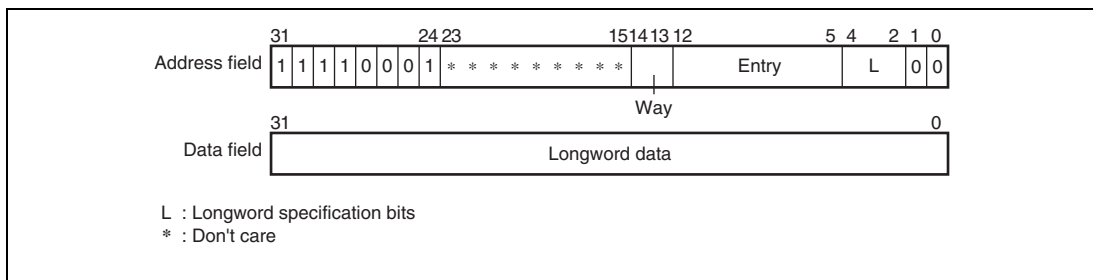 31 24 23 15 14 13 12 5 4 2 1 0
Address field 1 1 1 1 0 0 0 1 * * * * * * * * * Entry L 0 0
Way
31 0
Data field Longword data
L : Longword specification bits
* : Don't care